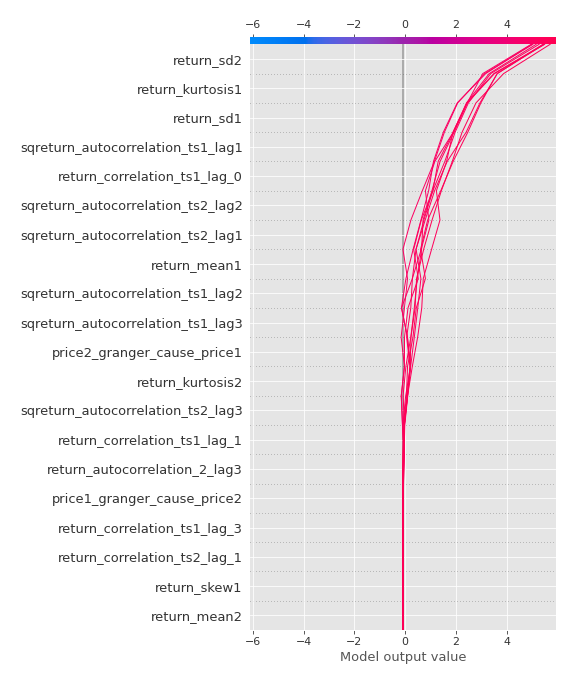 −6 −4 −2 0 2 4
return_sd2
return_kurtosis1
return_sd1
sqreturn_autocorrelation_ts1_lag1
return_correlation_ts1_lag_0
sqreturn_autocorrelation_ts2_lag2
sqreturn_autocorrelation_ts2_lag1
return_mean1
sqreturn_autocorrelation_ts1_lag2
sqreturn_autocorrelation_ts1_lag3
price2_granger_cause_price1
return_kurtosis2
sqreturn_autocorrelation_ts2_lag3
return_correlation_ts1_lag_1
return_autocorrelation_2_lag3
price1_granger_cause_price2
return_correlation_ts1_lag_3
return_correlation_ts2_lag_1
return_skew1
return_mean2
−6 −4 −2 0 2 4
Model output value